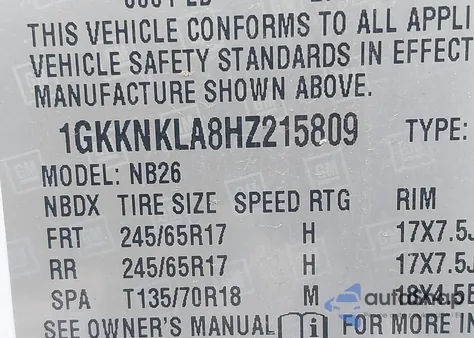 THIS VEHICLE CONFORMS TO ALL APPLI
VEHICLE SAFETY STANDARDS IN EFFECT
MANUFACTURE SHOWN ABOVE.
1GKKNKLA8HZ215809 TYPE:
MODEL: NB26
NBDX TIRE SIZE SPEED RTG RIM
FRT 245/65R17 H 17X7.5J
RR 245/65R17 H 17X7.5J
SPA T135/70R18 M 18X4.5B
SEE OWNER'S MANUAL i FOR MORE IN